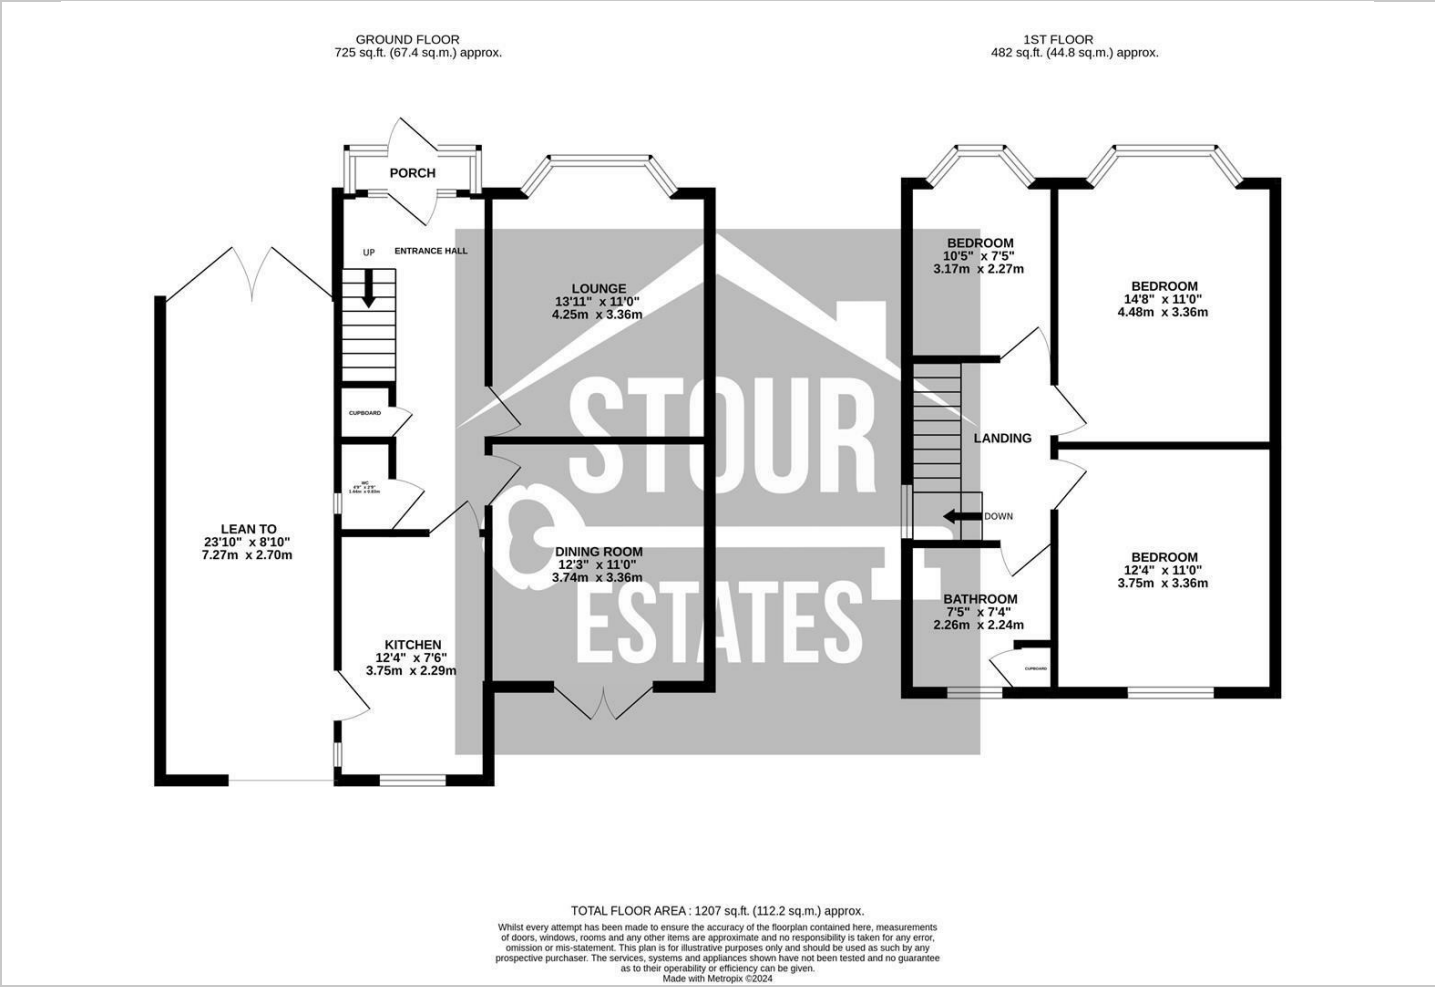 GROUND FLOOR
725 sq.ft. (67.4 sq.m.) approx.
1ST FLOOR
482 sq.ft. (44.8 sq.m.) approx.
PORCH
UP
ENTRANCE HALL
LOUNGE
13'11" x 11'0"
4.25m x 3.36m
CUPBOARD
WC
LEAN TO
23'10" x 8'10"
7.27m x 2.70m
DINING ROOM
12'3" x 11'0"
3.74m x 3.36m
KITCHEN
12'4" x 7'6"
3.75m x 2.29m
BEDROOM
10'5" x 7'5"
3.17m x 2.27m
BEDROOM
14'8" x 11'0"
4.48m x 3.36m
LANDING
DOWN
BEDROOM
12'4" x 11'0"
3.75m x 3.36m
BATHROOM
7'5" x 7'4"
2.26m x 2.24m
CUPBOARD
STOUR
ESTATES
TOTAL FLOOR AREA : 1207 sq.ft. (112.2 sq.m.) approx.
Whilst every attempt has been made to ensure the accuracy of the floorplan contained here, measurements
of doors, windows, rooms and any other items are approximate and no responsibility is taken for any error,
omission or mis-statement. This plan is for illustrative purposes only and should be used as such by any
prospective purchaser. The services, systems and appliances shown have not been tested and no guarantee
as to their operability or efficiency can be given.
Made with Metropix ©2024